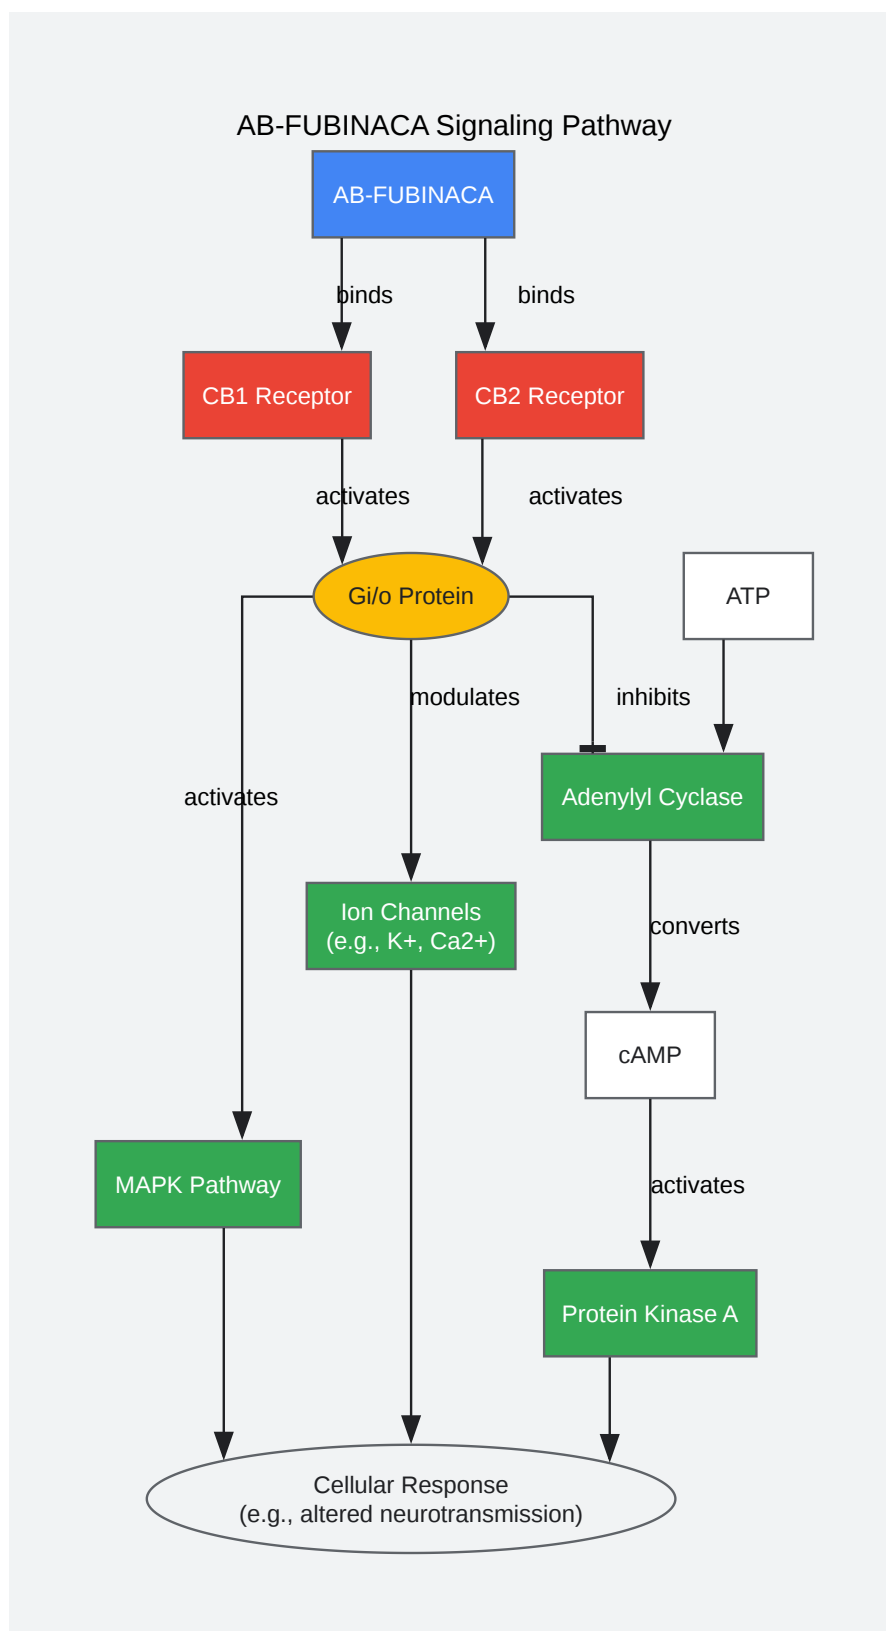 AB-FUBINACA Signaling Pathway
AB-FUBINACA
binds
binds
CB1 Receptor
CB2 Receptor
activates
activates
Gi/o Protein
ATP
modulates
inhibits
activates
Adenylyl Cyclase
Ion Channels
(e.g., K+, Ca2+)
converts
cAMP
MAPK Pathway
activates
Protein Kinase A
Cellular Response
(e.g., altered neurotransmission)